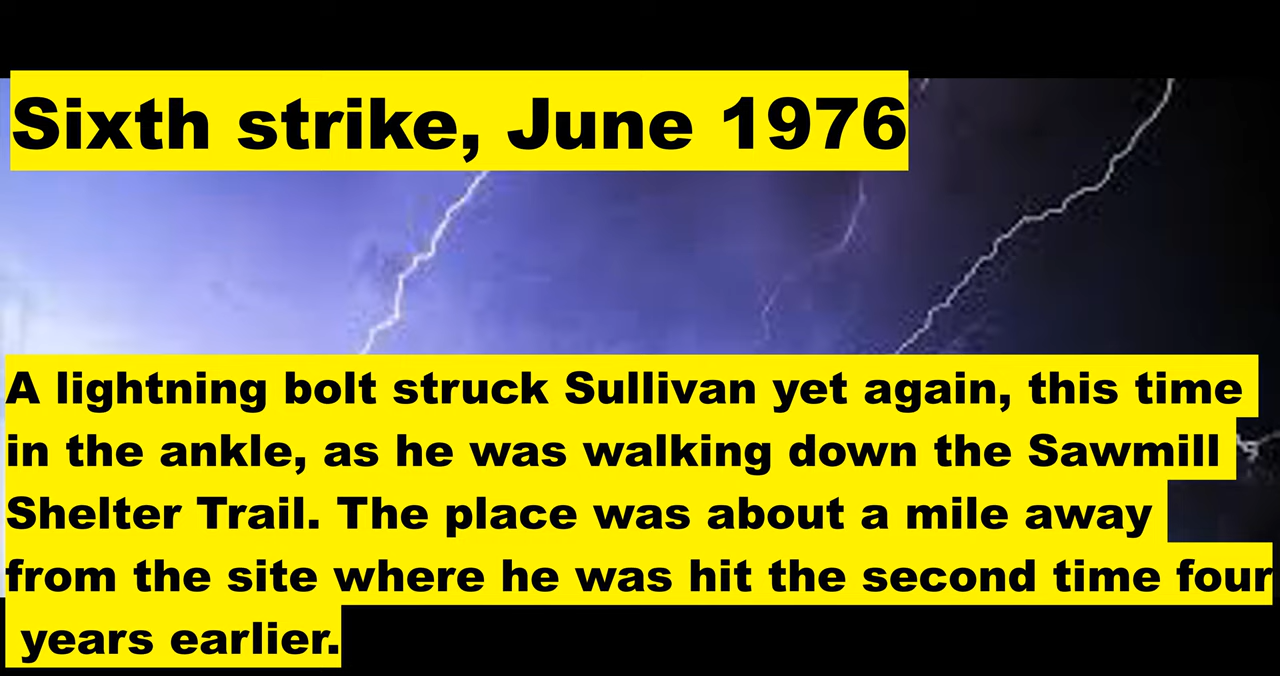 Sixth strike, June 1976
A lightning bolt struck Sullivan yet again, this time
in the ankle, as he was walking down the Sawmill
Shelter Trail. The place was about a mile away
from the site where he was hit the second time four
years earlier.